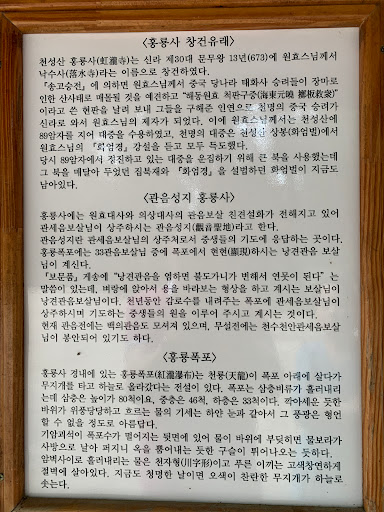 <홍룡사 창건유래>
천성산 홍룡사(虹瀧寺)는 신라 제30대 문무왕 13년(673)에 원효스님께서
낙수사(落水寺)라는 이름으로 창건하였다.
『송고승전』에 의하면 원효스님께서 중국 당나라 태화사 승려들이 장마로
인한 산사태로 매몰될 것을 예견하고 “해동원효 척판구중(海東元曉 擲板救衆)”
이라고 쓴 현판을 날려 보내 그들을 구해준 인연으로 천명의 중국 승려가
신라로 와서 원효스님의 제자가 되었다. 이에 원효스님께서는 천성산에
89암자를 지어 대중을 수용하였고, 천명의 대중은 천성산 상봉(화엄벌)에서
원효스님의 『화엄경』 강설을 듣고 모두 득도했다.
당시 89암자에서 정진하고 있는 대중을 운집하기 위해 큰 북을 사용했는데
그 북을 매달아 두었던 집북재와 『화엄경』을 설법하던 화엄벌이 지금도
남아있다.
<관음성지 홍룡사>
홍룡사에는 원효대사와 의상대사의 관음보살 친견설화가 전해지고 있어
관세음보살님이 상주하시는 관음성지(觀音聖地)라고 한다.
관음성지란 관세음보살님의 상주처로서 중생들의 기도에 응답하는 곳이다.
홍룡폭포에는 33관음보살님 중에 폭포에서 현현(顯現)하시는 낭견관음 보살
님이 계신다.
『보문품』게송에 “낭견관음을 염하면 불도가니가 변해서 연못이 된다” 는
말씀이 있는데, 벼랑에 앉아서 용을 바라보는 형상을 하고 계시는 보살님이
낭견관음보살님이다. 천년동안 감로수를 내려주는 폭포에 관세음보살님이
상주하시며 기도하는 중생들의 원을 이루어 주시고 계시는 것이다.
현재 관음전에는 백의관음도 모셔져 있으며, 무설전에는 천수천안관세음보살
님이 봉안되어 있기도 하다.
<홍룡폭포>
홍룡사 경내에 있는 홍룡폭포(紅瀧瀑布)는 천룡(天龍)이 폭포 아래에 살다가
무지개를 타고 하늘로 올라갔다는 전설이 있다. 폭포는 삼층비류가 흘러내리
는데 삼층은 높이가 80척이요, 중층은 46척, 하층은 33척이다. 깍아세운 듯한
바위가 위풍당당하고 흐르는 물의 기세는 하얀 눈과 같아서 그 풍광은 형언
할 수 없을 정도로 아름답다.
기암괴석이 폭포수가 떨어지는 뒷면에 있어 물이 바위에 부딪히면 물보라가
사방으로 날아 퍼지니 옥을 뿜어내는 듯한 구슬이 튀어나오는 듯하다.
암벽사이로 흘러내리는 물은 천자형(川字形)이고 푸른 이끼는 고색창연하게
절벽에 살아있다. 지금도 청명한 날이면 오색이 찬란한 무지개가 하늘로
솟는다.